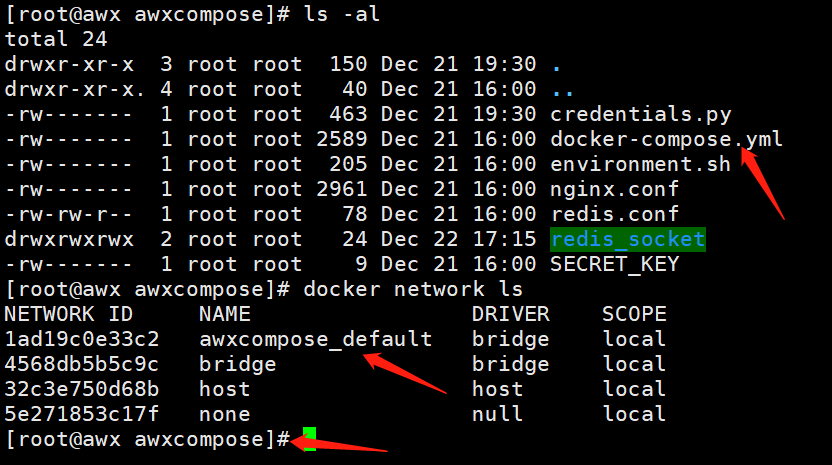 [root@awx awxcompose]# ls -al
total 24
drwxr-xr-x  3 root root  150 Dec 21 19:30 .
drwxr-xr-x. 4 root root   40 Dec 21 16:00 ..
-rw-------  1 root root  463 Dec 21 19:30 credentials.py
-rw-------  1 root root 2589 Dec 21 16:00 docker-compose.yml
-rw-------  1 root root  205 Dec 21 16:00 environment.sh
-rw-------  1 root root 2961 Dec 21 16:00 nginx.conf
-rw-rw-r--  1 root root   78 Dec 21 16:00 redis.conf
drwxrwxrwx  2 root root   24 Dec 22 17:15 redis_socket
-rw-------  1 root root    9 Dec 21 16:00 SECRET_KEY
[root@awx awxcompose]# docker network ls
NETWORK ID     NAME                 DRIVER    SCOPE
1ad19c0e33c2   awxcompose_default   bridge    local
4568db5b5c9c   bridge               bridge    local
32c3e750d68b   host                 host      local
5e271853c17f   none                 null      local
[root@awx awxcompose]#